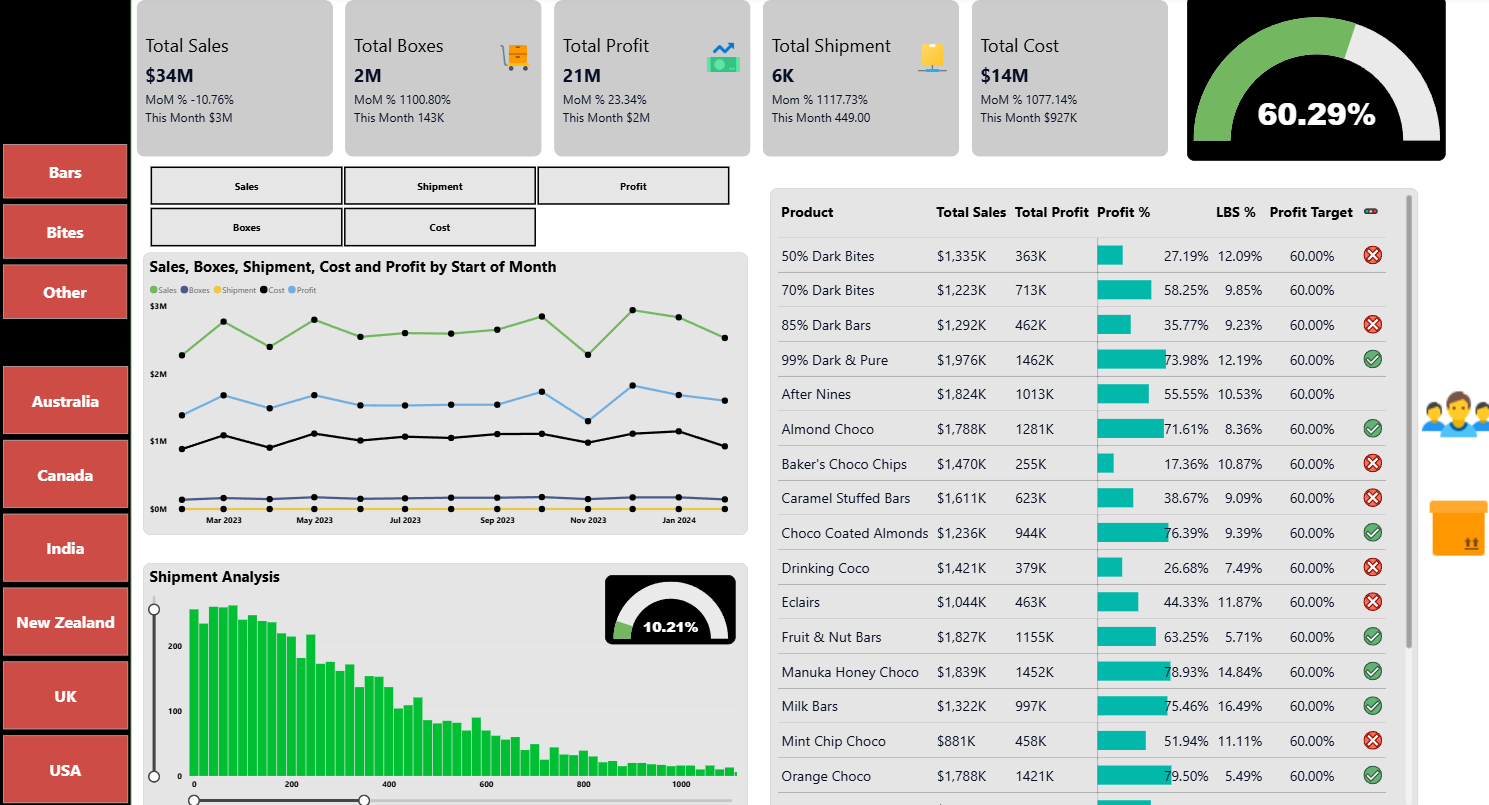 Bars
Bites
Other
Australia
Canada
India
New Zealand
UK
USA
Total Sales
$34M
MoM % -10.76%
This Month $3M
Total Boxes
2M
MoM % 1100.80%
This Month 143K
Total Profit
21M
MoM % 23.34%
This Month $2M
Total Shipment
6K
Mom % 1117.73%
This Month 449.00
Total Cost
$14M
MoM % 1077.14%
This Month $927K
60.29%
Sales Shipment Profit
Boxes Cost
Sales, Boxes, Shipment, Cost and Profit by Start of Month
Sales Boxes Shipment Cost Profit
$3M
$2M
$1M
$0M
Mar 2023 May 2023 Jul 2023 Sep 2023 Nov 2023 Jan 2024
Shipment Analysis
10.21%
200
100
0
0 200 400 600 800 1000
Product Total Sales Total Profit Profit % LBS % Profit Target
50% Dark Bites $1,335K 363K 27.19% 12.09% 60.00%
70% Dark Bites $1,223K 713K 58.25% 9.85% 60.00%
85% Dark Bars $1,292K 462K 35.77% 9.23% 60.00%
99% Dark & Pure $1,976K 1462K 73.98% 12.19% 60.00%
After Nines $1,824K 1013K 55.55% 10.53% 60.00%
Almond Choco $1,788K 1281K 71.61% 8.36% 60.00%
Baker's Choco Chips $1,470K 255K 17.36% 10.87% 60.00%
Caramel Stuffed Bars $1,611K 623K 38.67% 9.09% 60.00%
Choco Coated Almonds $1,236K 944K 76.39% 9.39% 60.00%
Drinking Coco $1,421K 379K 26.68% 7.49% 60.00%
Eclairs $1,044K 463K 44.33% 11.87% 60.00%
Fruit & Nut Bars $1,827K 1155K 63.25% 5.71% 60.00%
Manuka Honey Choco $1,839K 1452K 78.93% 14.84% 60.00%
Milk Bars $1,322K 997K 75.46% 16.49% 60.00%
Mint Chip Choco $881K 458K 51.94% 11.11% 60.00%
Orange Choco $1,788K 1421K 79.50% 5.49% 60.00%